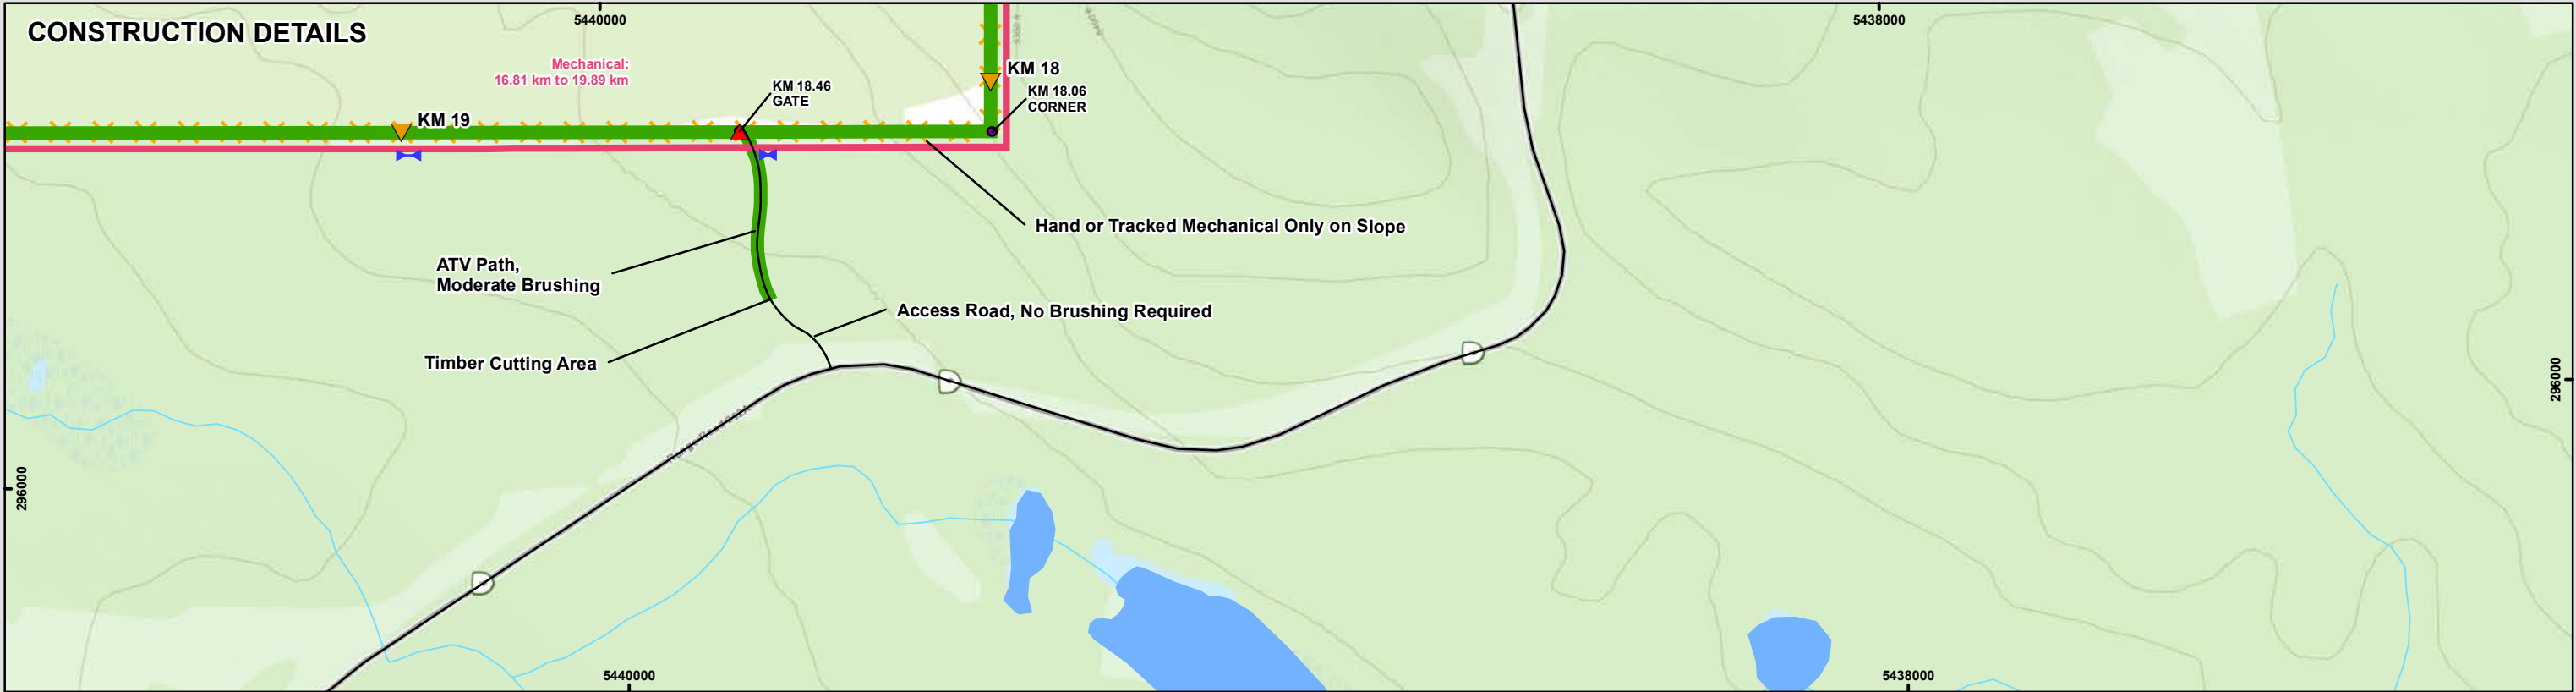 CONSTRUCTION DETAILS
5440000
5438000
Mechanical:
16.81 km to 19.89 km
KM 18.46
GATE
KM 18
KM 18.06
CORNER
KM 19
Hand or Tracked Mechanical Only on Slope
ATV Path,
Moderate Brushing
Access Road, No Brushing Required
Timber Cutting Area
296000
296000
5440000
5438000